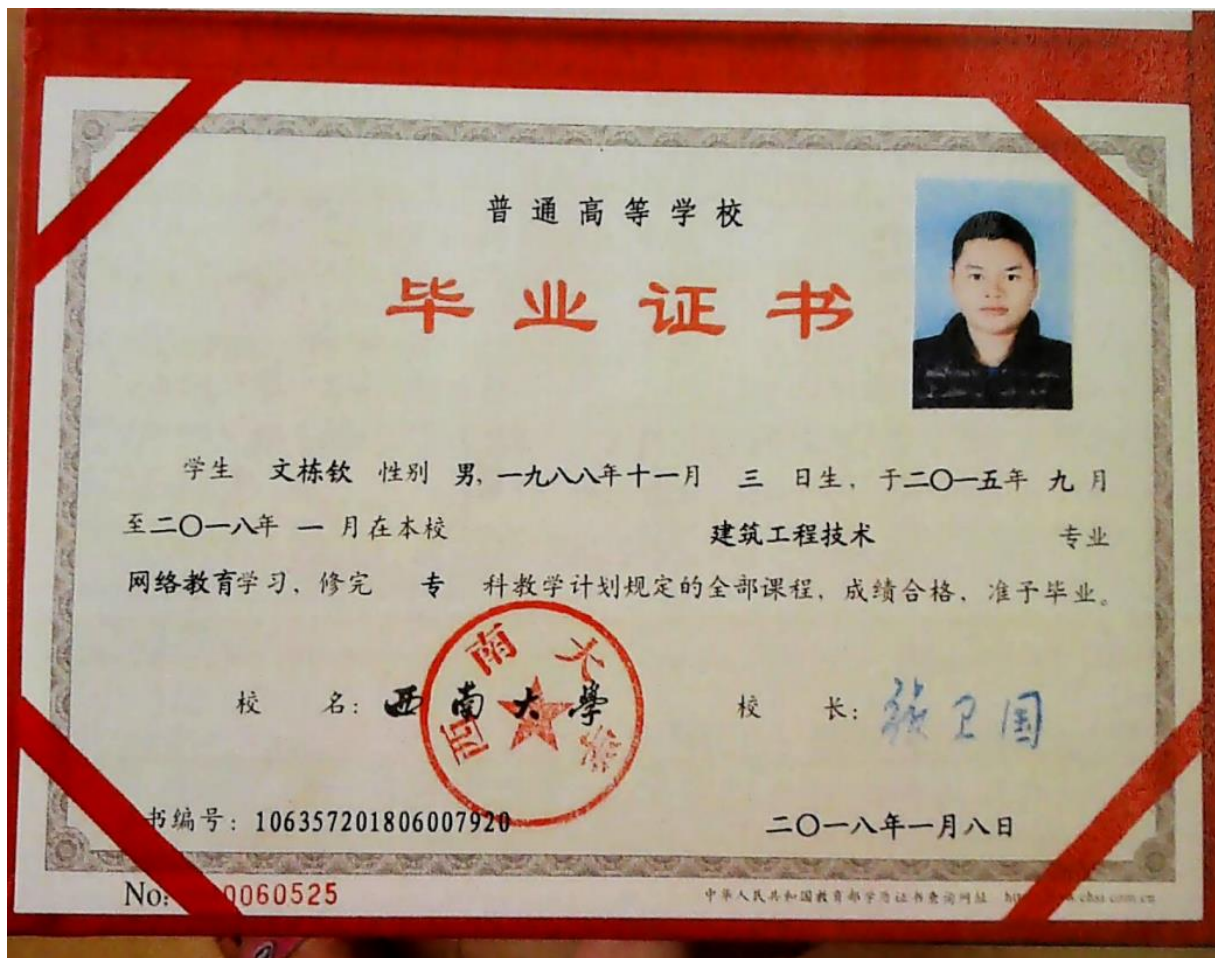 普通高等学校
毕业证书
学生 文栋钦 性别 男, 一九八八年十一月 三 日生, 于二〇一五年 九 月
至二〇一八年 一 月在本校 建筑工程技术 专业
网络教育学习, 修完 专 科教学计划规定的全部课程, 成绩合格, 准予毕业。
校 名: 西南大學 校 长: 张卫国
西南大学
书编号: 106357201806007920 二〇一八年一月八日
No: 0060525 中华人民共和国教育部学历证书查询网址